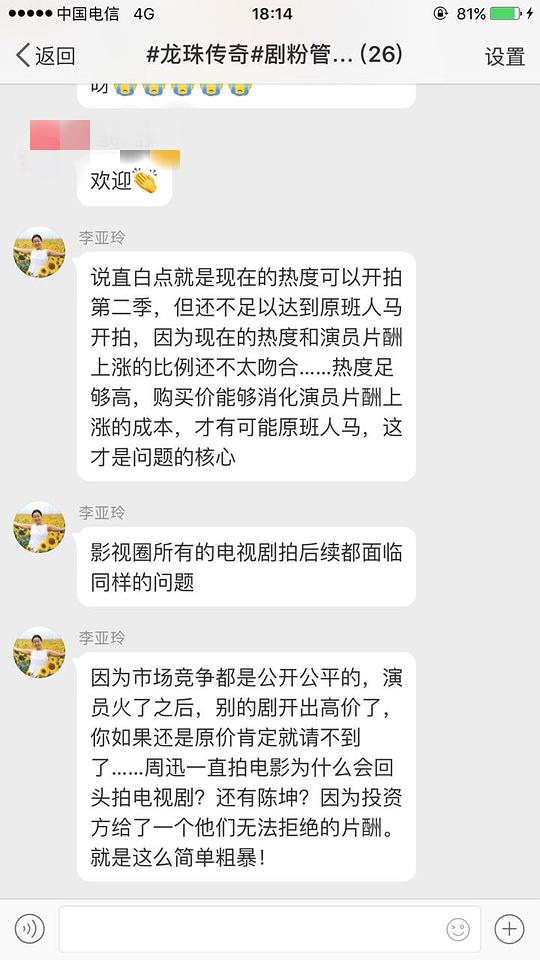 中国电信 4G 18:14 81%
返回 #龙珠传奇#剧粉管... (26) 设置
欢迎
李亚玲
说直白点就是现在的热度可以开拍
第二季，但还不足以达到原班人马
开拍，因为现在的热度和演员片酬
上涨的比例还不太吻合......热度足
够高，购买价能够消化演员片酬上
涨的成本，才有可能原班人马，这
才是问题的核心
李亚玲
影视圈所有的电视剧拍后续都面临
同样的问题
李亚玲
因为市场竞争都是公开公平的，演
员火了之后，别的剧开出高价了，
你如果还是原价肯定就请不到
了......周迅一直拍电影为什么会回
头拍电视剧？还有陈坤？因为投资
方给了一个他们无法拒绝的片酬。
就是这么简单粗暴！